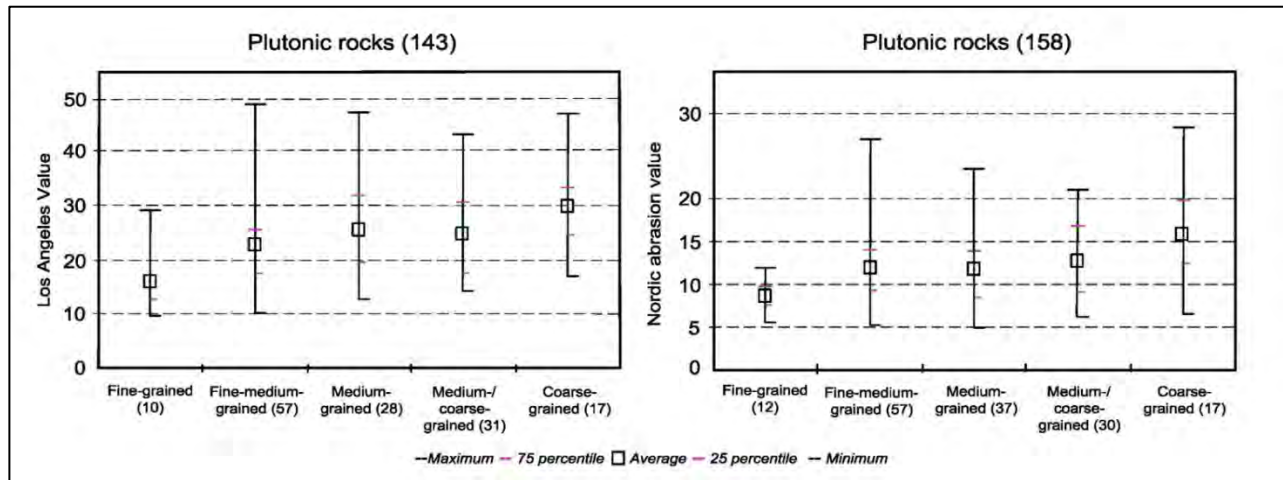 Plutonic rocks (143)
Los Angeles Value
50
40
30
20
10
0
Fine-grained
(10)
Fine-medium-
grained (57)
Medium-
grained (28)
Medium-/
coarse-
grained (31)
Coarse-
grained (17)
Plutonic rocks (158)
Nordic abrasion value
30
20
15
10
5
0
Fine-grained
(12)
Fine-medium-
grained (57)
Medium-
grained (37)
Medium-/
coarse-
grained (30)
Coarse-
grained (17)
Maximum 75 percentile Average 25 percentile Minimum